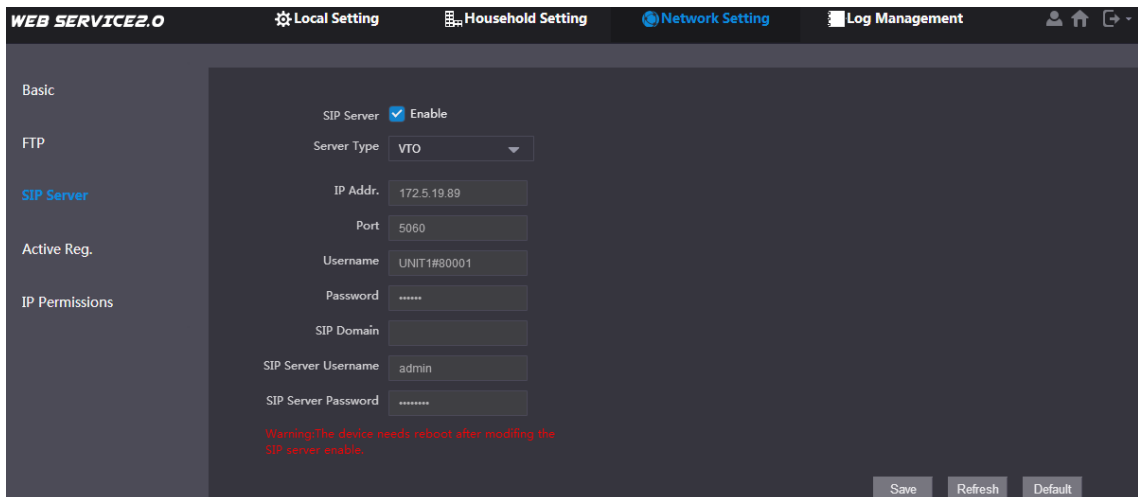 WEB SERVICE2.0
Local Setting
Household Setting
Network Setting
Log Management
Basic
FTP
SIP Server
Active Reg.
IP Permissions
SIP Server Enable
Server Type VTO
IP Addr. 172.5.19.89
Port 5060
Username UNIT1#80001
Password ••••••
SIP Domain
SIP Server Username admin
SIP Server Password ••••••••
Warning:The device needs reboot after modifing the
SIP server enable.
Save Refresh Default